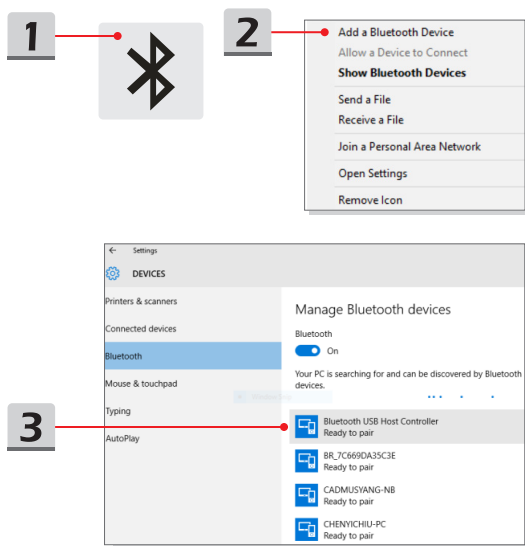 1
2
Add a Bluetooth Device
Allow a Device to Connect
Show Bluetooth Devices
Send a File
Receive a File
Join a Personal Area Network
Open Settings
Remove Icon
Settings
DEVICES
Printers & scanners
Connected devices
Bluetooth
Mouse & touchpad
Typing
AutoPlay
Manage Bluetooth devices
Bluetooth
On
Your PC is searching for and can be discovered by Bluetooth
devices.
3
Bluetooth USB Host Controller
Ready to pair
BR_7C669DA35C3E
Ready to pair
CADMUSYANG-NB
Ready to pair
CHENYICHIU-PC
Ready to pair